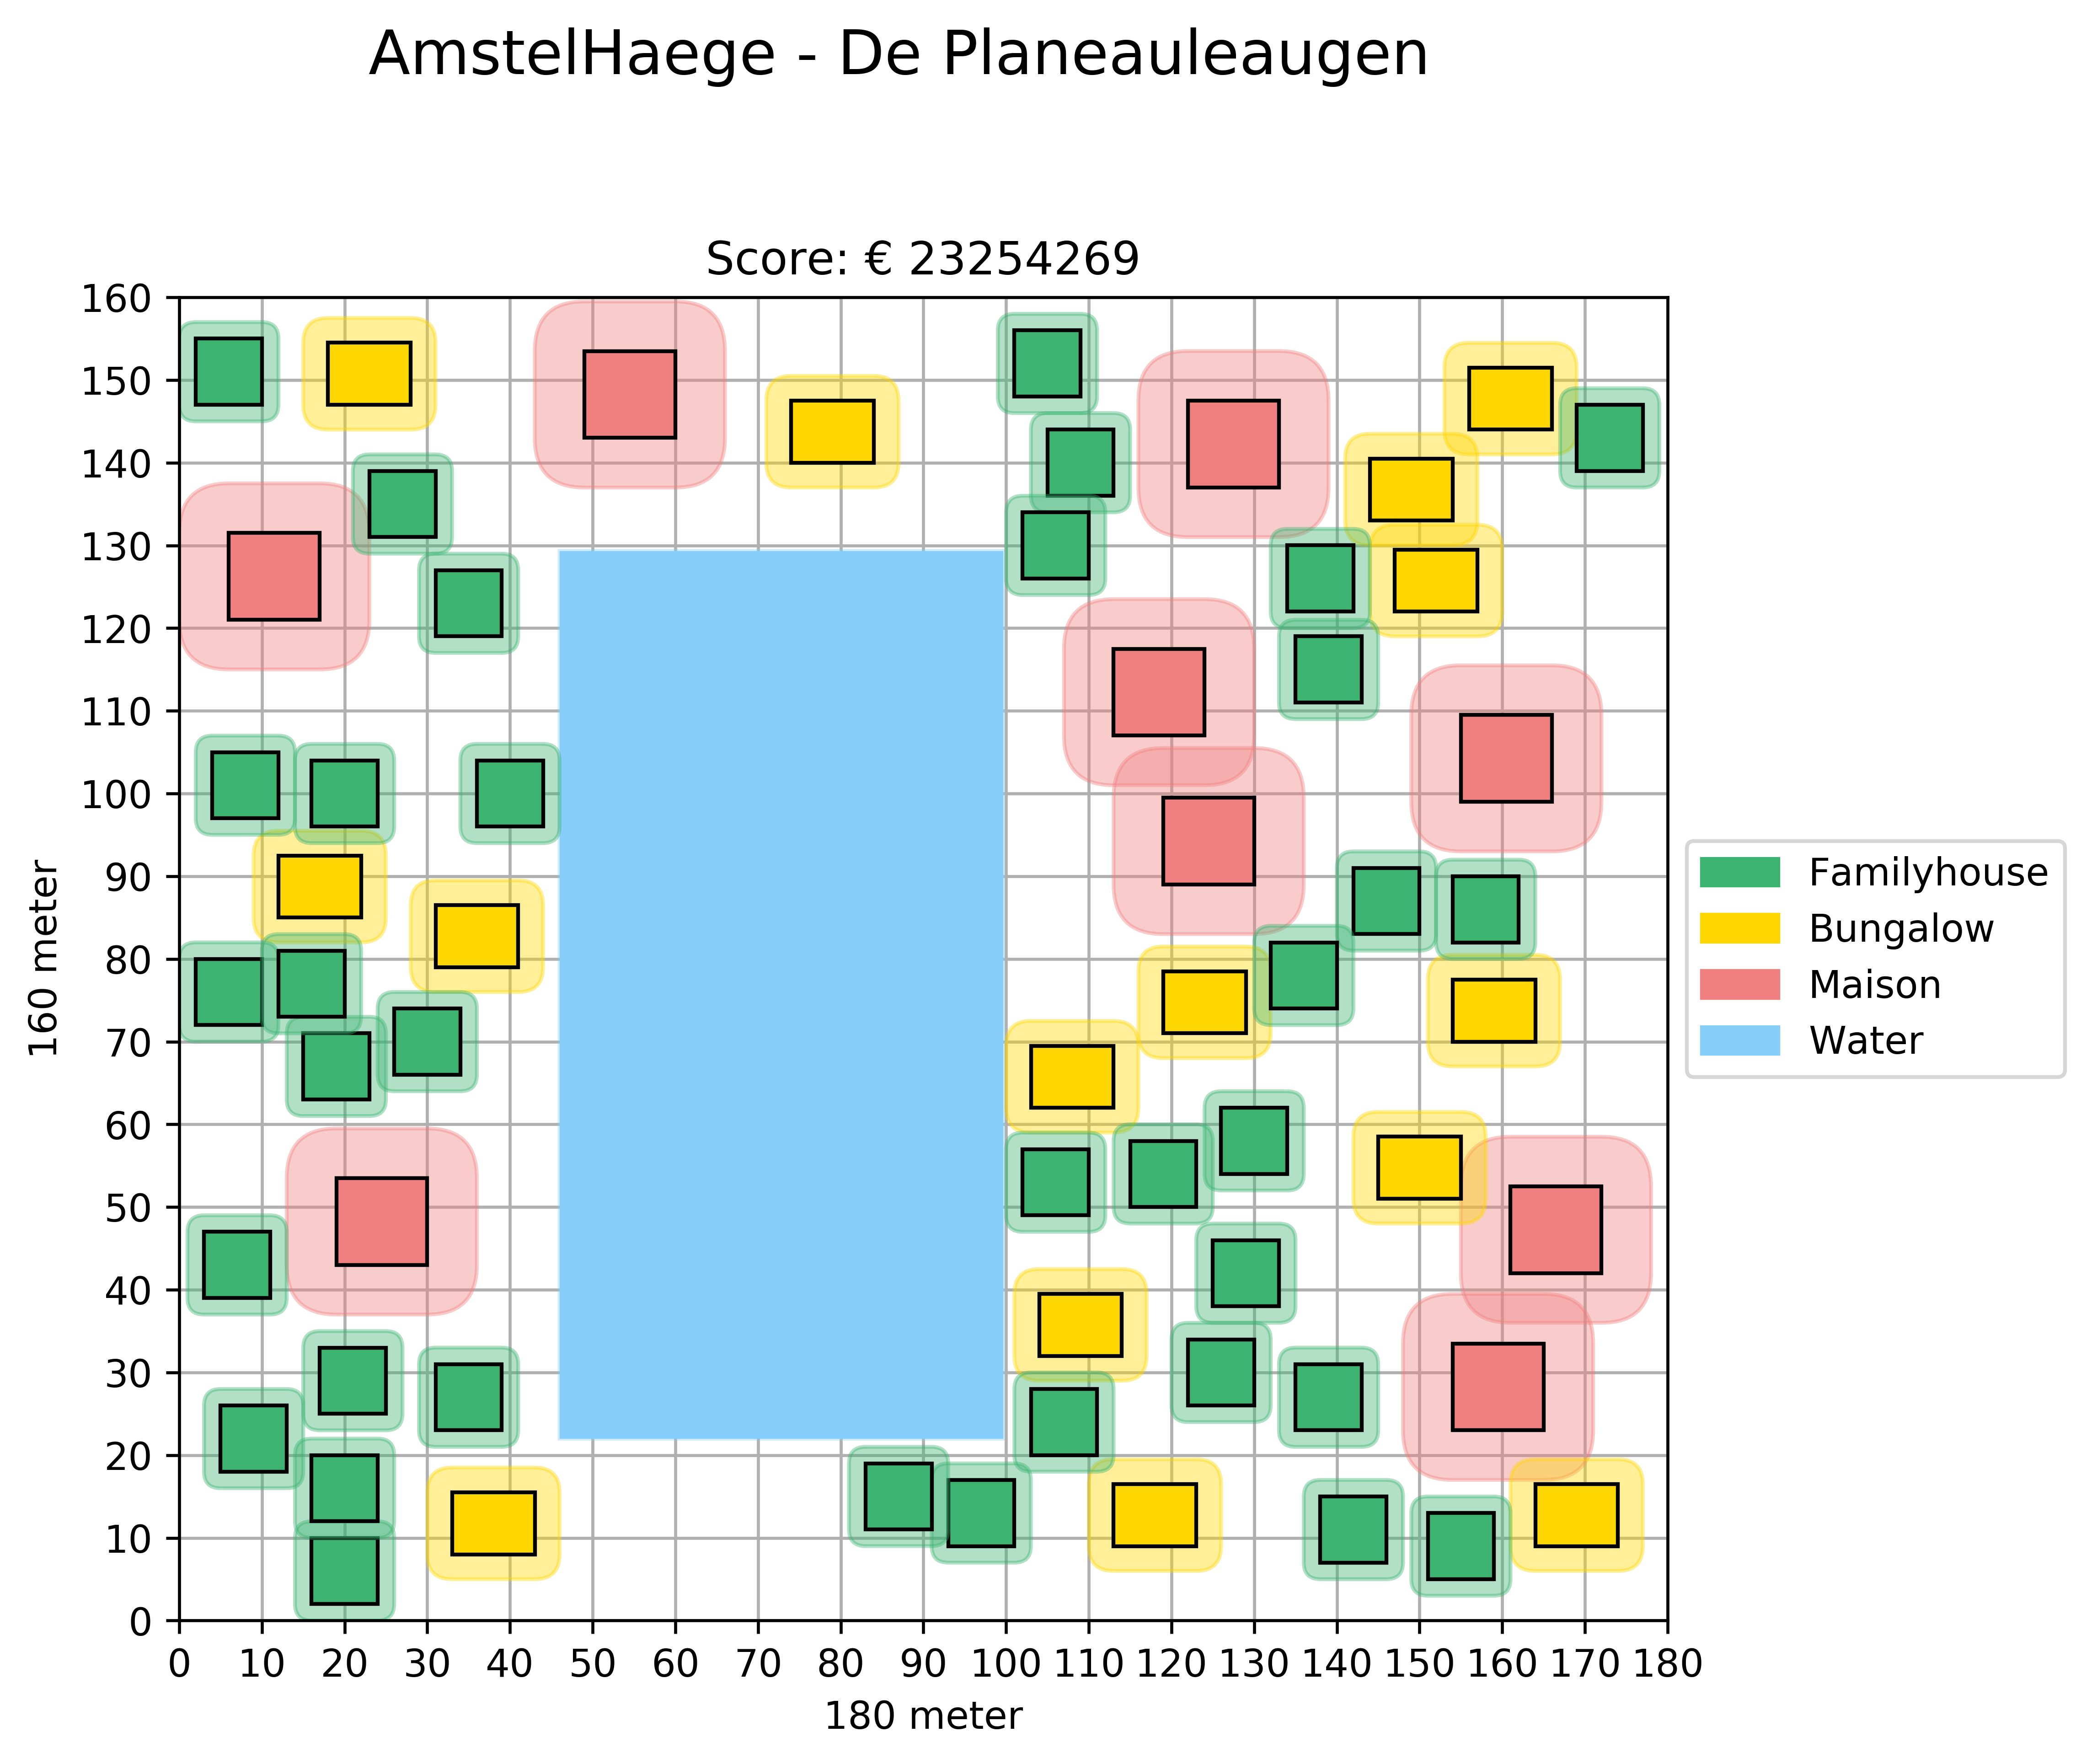 AmstelHaege - De Planeauleaugen
Score: € 23254269
160
150
140
130
120
110
100
90
80
70
60
50
40
30
20
10
0
160 meter
0 10 20 30 40 50 60 70 80 90 100 110 120 130 140 150 160 170 180
180 meter
Familyhouse
Bungalow
Maison
Water